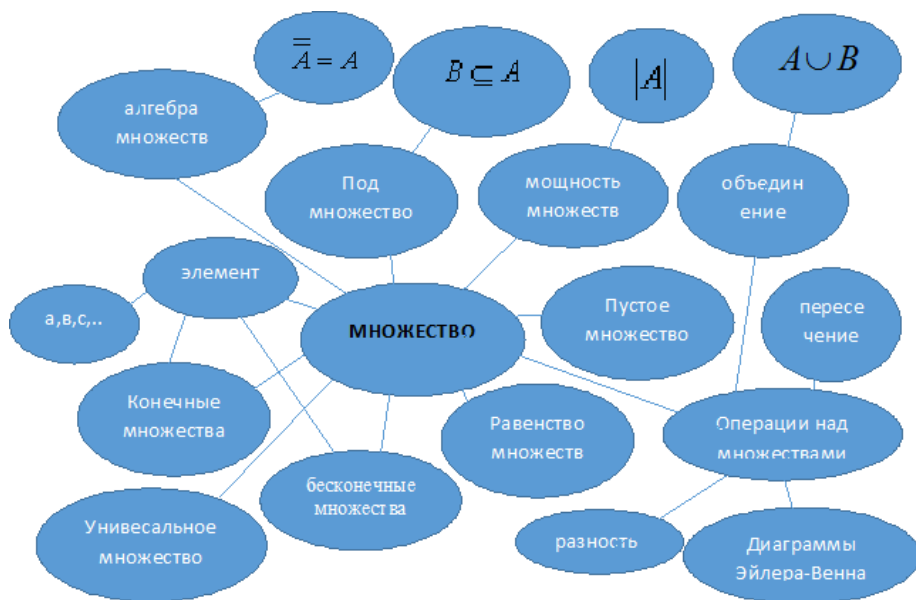 A̿ = A
B ⊆ A
|A|
A ∪ B
алгебра
множеств
Под
множество
мощность
множеств
объедин
ение
элемент
а,в,с,..
МНОЖЕСТВО
Пустое
множество
пересе
чение
Конечные
множества
Равенство
множеств
Операции над
множествами
бесконечные
множества
Унивесальное
множество
разность
Диаграммы
Эйлера-Венна